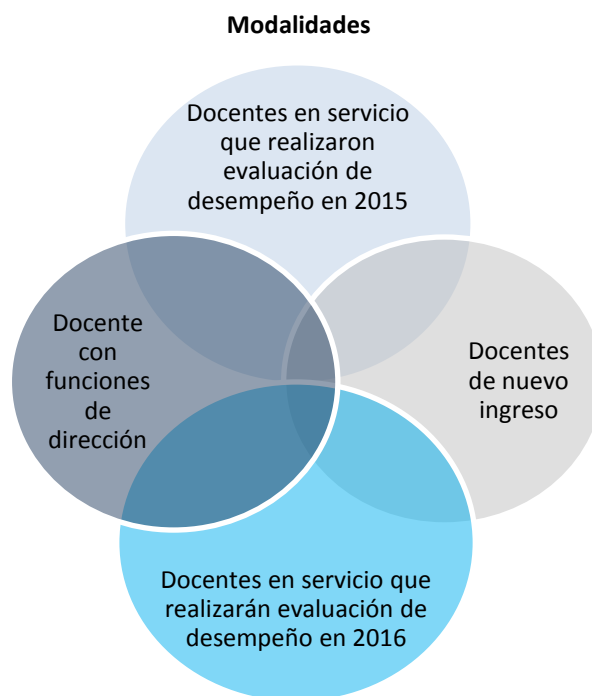 Modalidades
Docentes en servicio
que realizaron
evaluación de
desempeño en 2015
Docente
con
funciones
de
dirección
Docentes
de nuevo
ingreso
Docentes en servicio que
realizarán evaluación de
desempeño en 2016